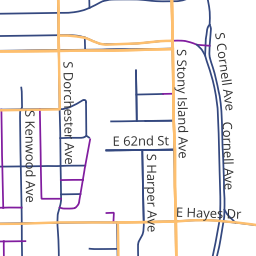 S Cornell Ave
S Stony Island Ave
S Dorchester Ave
S Kenwood Ave
Cornell Ave
E 62nd St
S Harper Ave
E Hayes Dr